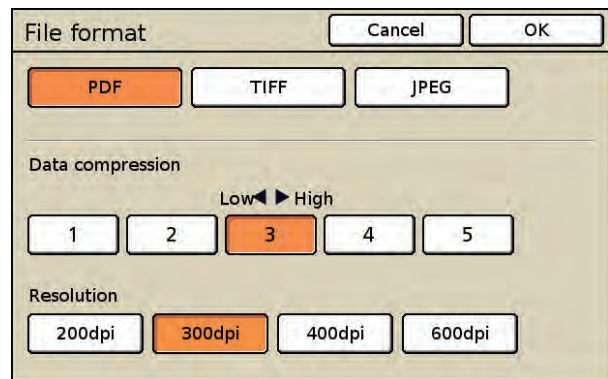 File format Cancel OK
PDF TIFF JPEG
Data compression
Low◀ ▶ High
1 2 3 4 5
Resolution
200dpi 300dpi 400dpi 600dpi